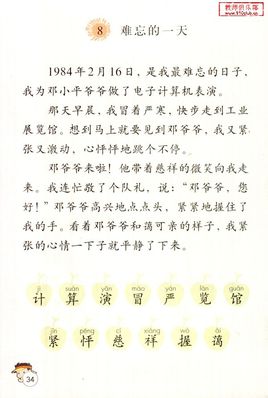 教师俱乐部
8 难忘的一天
1984年2月16日，是我最难忘的日子，
我为邓小平爷爷做了电子计算机表演。
那天早晨，我冒着严寒，快步走到工业
展览馆。想到马上就要见到邓爷爷，我又紧
张又激动，心怦怦地跳个不停。
邓爷爷来啦！他带着慈祥的微笑向我走
来。我连忙敬了个队礼，说：“邓爷爷，您
好！”邓爷爷高兴地点点头，紧紧地握住了
我的手。看着邓爷爷和蔼可亲的样子，我紧
张的心情一下子就平静了下来。
jì suàn yǎn mào yán lǎn guǎn
计 算 演 冒 严 览 馆
jǐn pēng cí xiáng wò ǎi
紧 怦 慈 祥 握 蔼
34